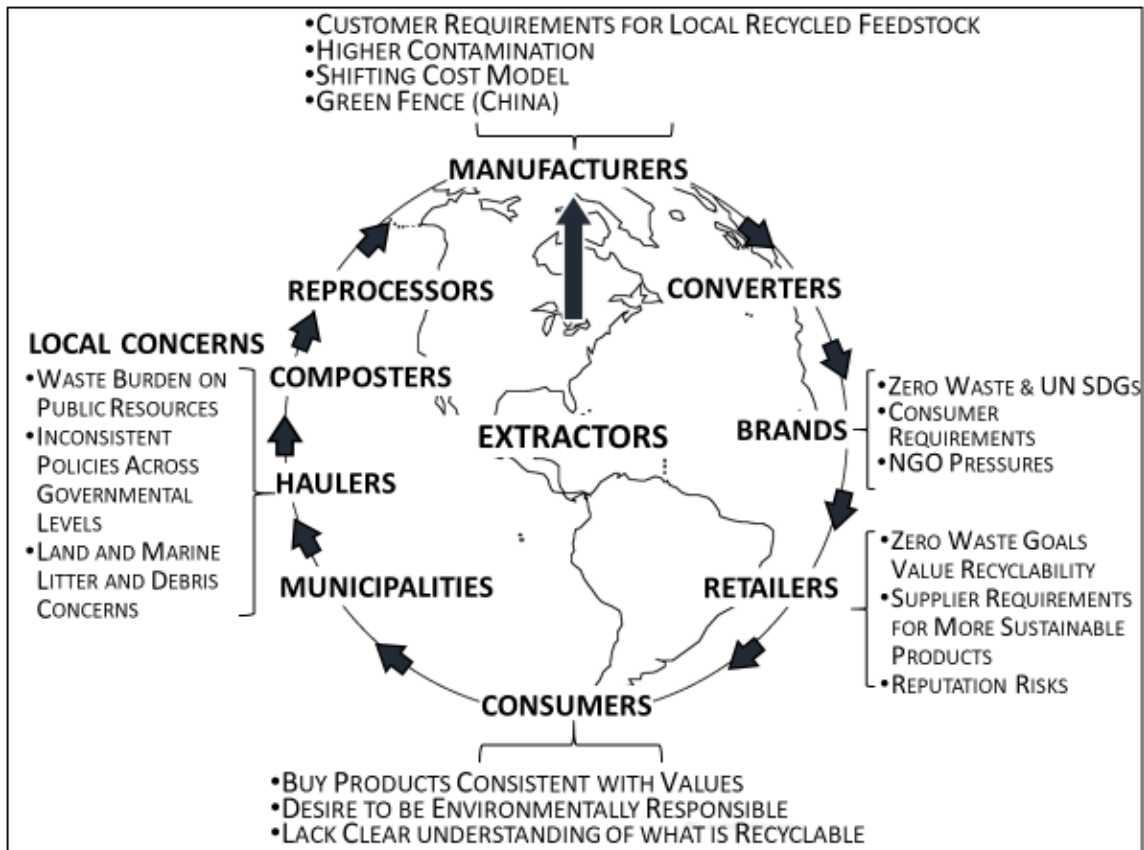 •CUSTOMER REQUIREMENTS FOR LOCAL RECYCLED FEEDSTOCK
•HIGHER CONTAMINATION
•SHIFTING COST MODEL
•GREEN FENCE (CHINA)
MANUFACTURERS
REPROCESSORS
CONVERTERS
LOCAL CONCERNS
•WASTE BURDEN ON
PUBLIC RESOURCES
•INCONSISTENT
POLICIES ACROSS
GOVERNMENTAL
LEVELS
•LAND AND MARINE
LITTER AND DEBRIS
CONCERNS
COMPOSTERS
EXTRACTORS
BRANDS
•ZERO WASTE & UN SDGS
•CONSUMER
REQUIREMENTS
•NGO PRESSURES
HAULERS
MUNICIPALITIES
RETAILERS
•ZERO WASTE GOALS
VALUE RECYCLABILITY
•SUPPLIER REQUIREMENTS
FOR MORE SUSTAINABLE
PRODUCTS
•REPUTATION RISKS
CONSUMERS
•BUY PRODUCTS CONSISTENT WITH VALUES
•DESIRE TO BE ENVIRONMENTALLY RESPONSIBLE
•LACK CLEAR UNDERSTANDING OF WHAT IS RECYCLABLE